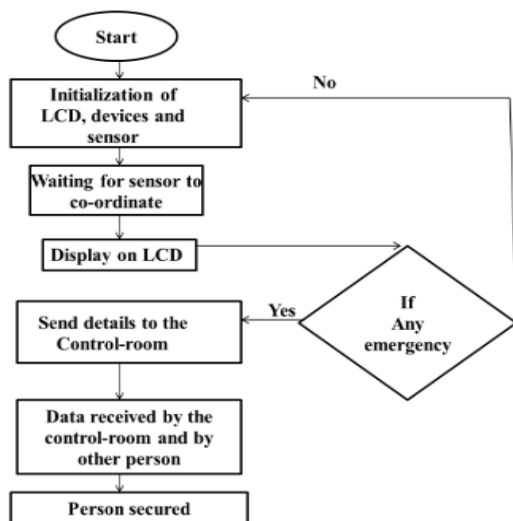 Start
Initialization of
LCD, devices and
sensor
No
Waiting for sensor to
co-ordinate
Display on LCD
If
Any
emergency
Yes
Send details to the
Control-room
Data received by the
control-room and by
other person
Person secured